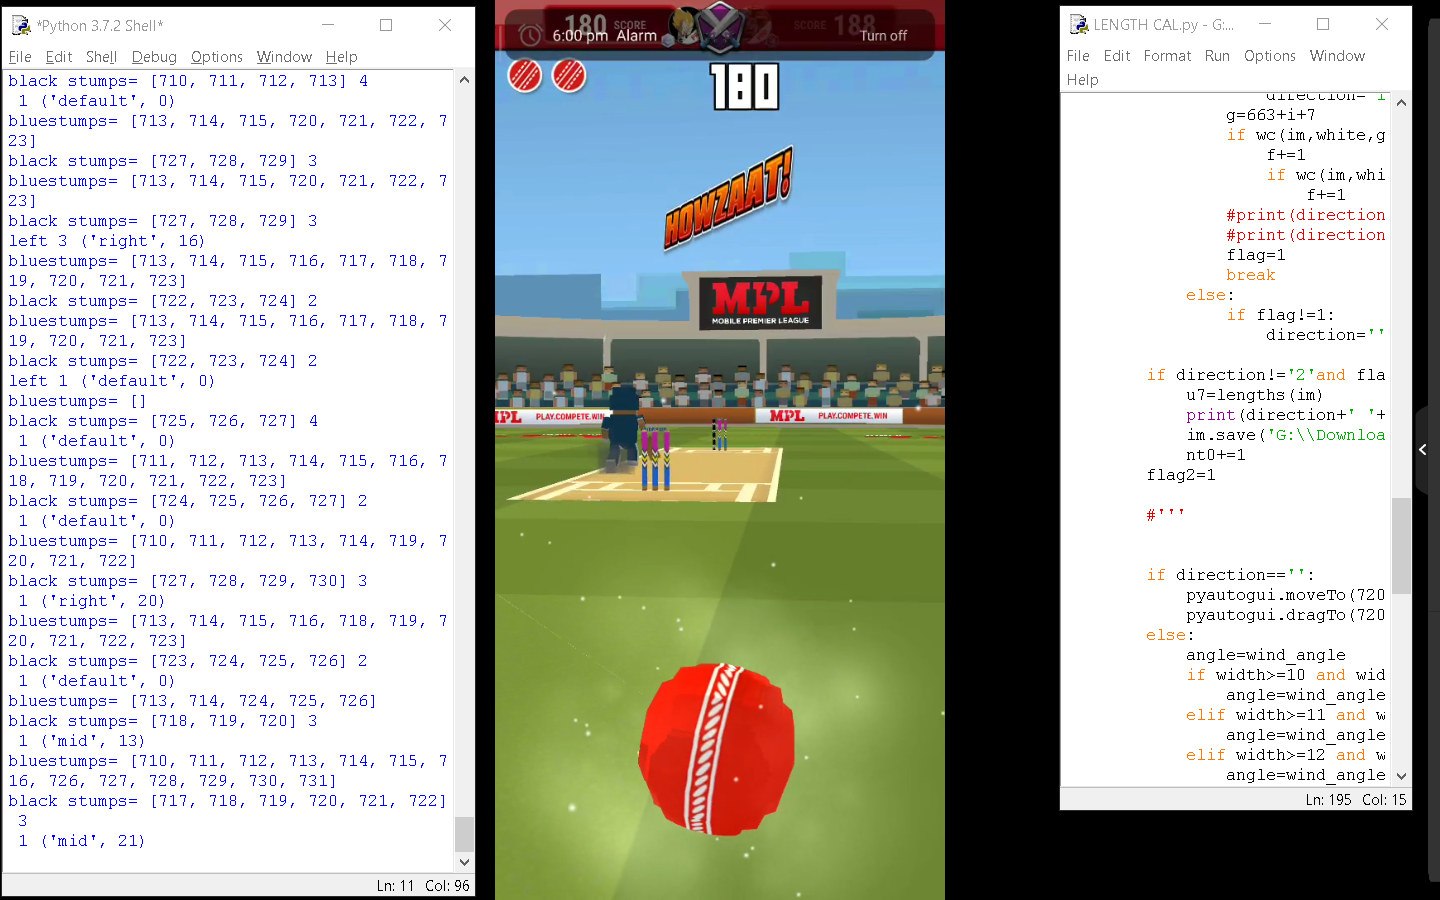 *Python 3.7.2 Shell*
File Edit Shell Debug Options Window Help
black stumps= [710, 711, 712, 713] 4
1 ('default', 0)
bluestumps= [713, 714, 715, 720, 721, 722, 7
23]
black stumps= [727, 728, 729] 3
bluestumps= [713, 714, 715, 720, 721, 722, 7
23]
black stumps= [727, 728, 729] 3
left 3 ('right', 16)
bluestumps= [713, 714, 715, 716, 717, 718, 7
19, 720, 721, 723]
black stumps= [722, 723, 724] 2
bluestumps= [713, 714, 715, 716, 717, 718, 7
19, 720, 721, 723]
black stumps= [722, 723, 724] 2
left 1 ('default', 0)
bluestumps= []
black stumps= [725, 726, 727] 4
1 ('default', 0)
bluestumps= [711, 712, 713, 714, 715, 716, 7
18, 719, 720, 721, 722, 723]
black stumps= [724, 725, 726, 727] 2
1 ('default', 0)
bluestumps= [710, 711, 712, 713, 714, 719, 7
20, 721, 722]
black stumps= [727, 728, 729, 730] 3
1 ('right', 20)
bluestumps= [713, 714, 715, 716, 718, 719, 7
20, 721, 722, 723]
black stumps= [723, 724, 725, 726] 2
1 ('default', 0)
bluestumps= [713, 714, 724, 725, 726]
black stumps= [718, 719, 720] 3
1 ('mid', 13)
bluestumps= [710, 711, 712, 713, 714, 715, 7
16, 726, 727, 728, 729, 730, 731]
black stumps= [717, 718, 719, 720, 721, 722]
3
1 ('mid', 21)
Ln: 11 Col: 96
180 SCORE
SCORE 188
6:00 pm Alarm
Turn off
180
HOWZAAT!
MPL
MOBILE PREMIER LEAGUE
MPL PLAY.COMPETE.WIN
MPL PLAY.COMPETE.WIN
LENGTH CAL.py - G:...
File Edit Format Run Options Window
Help
direction='i
g=663+i+7
if wc(im,white,g
f+=1
if wc(im,whi
f+=1
#print(direction
#print(direction
flag=1
break
else:
if flag!=1:
direction=''
if direction!='2'and fla
u7=lengths(im)
print(direction+' '+
im.save('G:\\Downloa
nt0+=1
flag2=1
#'''
if direction=='':
pyautogui.moveTo(720
pyautogui.dragTo(720
else:
angle=wind_angle
if width>=10 and wid
angle=wind_angle
elif width>=11 and w
angle=wind_angle
elif width>=12 and w
angle=wind_angle
Ln: 195 Col: 15